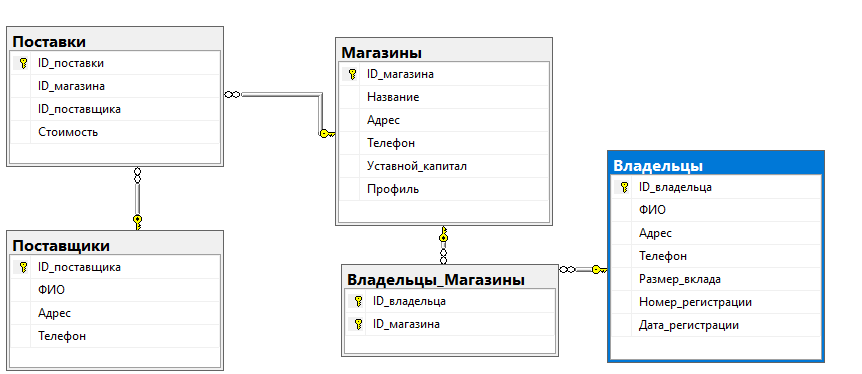 Поставки
ID_поставки
ID_магазина
ID_поставщика
Стоимость
Магазины
ID_магазина
Название
Адрес
Телефон
Уставной_капитал
Профиль
Владельцы
ID_владельца
ФИО
Адрес
Телефон
Размер_вклада
Номер_регистрации
Дата_регистрации
Поставщики
ID_поставщика
ФИО
Адрес
Телефон
Владельцы_Магазины
ID_владельца
ID_магазина